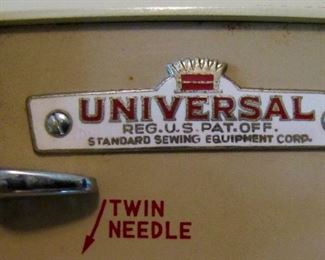 UNIVERSAL
REG. U.S. PAT. OFF.
STANDARD SEWING EQUIPMENT CORP.
TWIN
NEEDLE